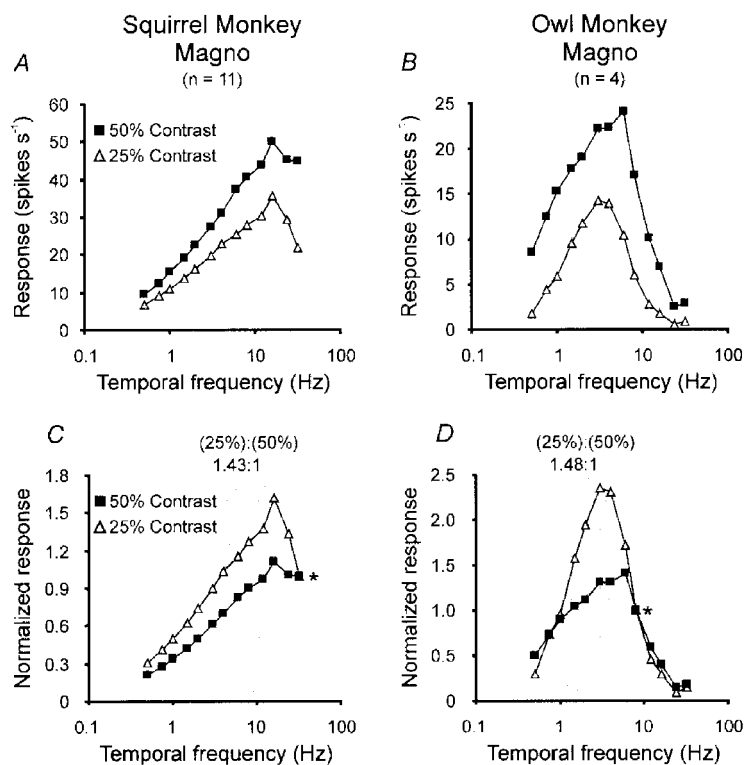 Squirrel Monkey
Magno
(n = 11)
Owl Monkey
Magno
(n = 4)
A
60
50
40
30
20
10
0
Response (spikes s⁻¹)
50% Contrast
25% Contrast
0.1 1 10 100
Temporal frequency (Hz)
B
25
20
15
10
5
0
Response (spikes s⁻¹)
0.1 1 10 100
Temporal frequency (Hz)
C
(25%):(50%)
1.43:1
1.8
1.5
1.2
0.9
0.6
0.3
0
Normalized response
50% Contrast
25% Contrast
*
0.1 1 10 100
Temporal frequency (Hz)
D
(25%):(50%)
1.48:1
2.5
2.0
1.5
1.0
0.5
0
Normalized response
*
0.1 1 10 100
Temporal frequency (Hz)